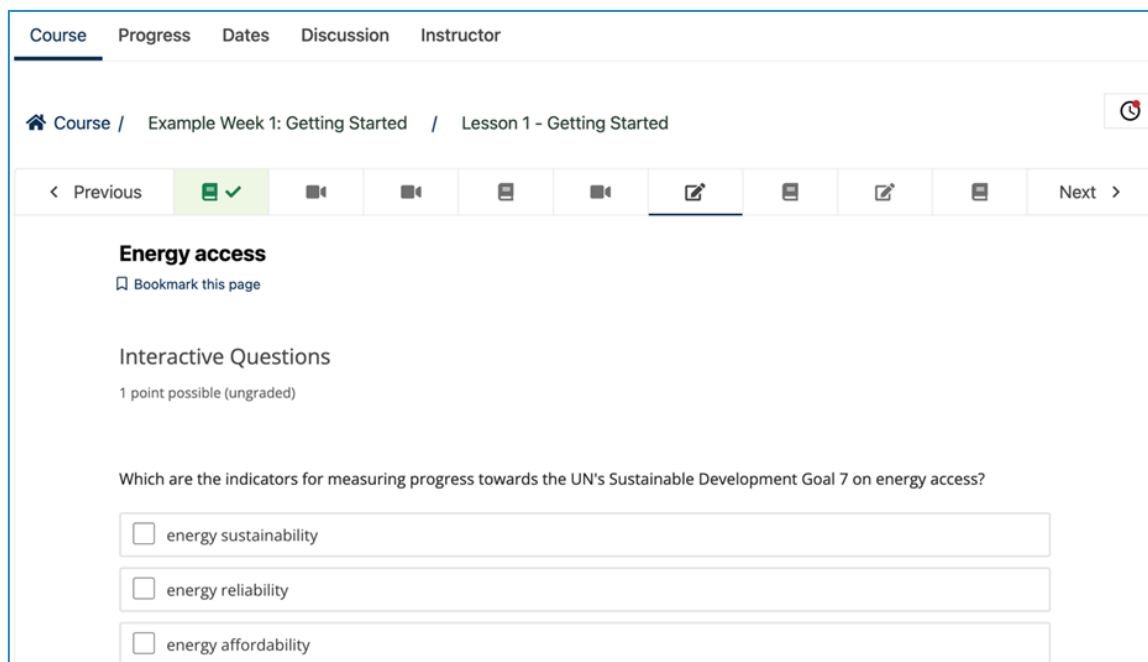 Course Progress Dates Discussion Instructor
Course / Example Week 1: Getting Started / Lesson 1 - Getting Started
< Previous Next >
Energy access
Bookmark this page
Interactive Questions
1 point possible (ungraded)
Which are the indicators for measuring progress towards the UN's Sustainable Development Goal 7 on energy access?
energy sustainability
energy reliability
energy affordability